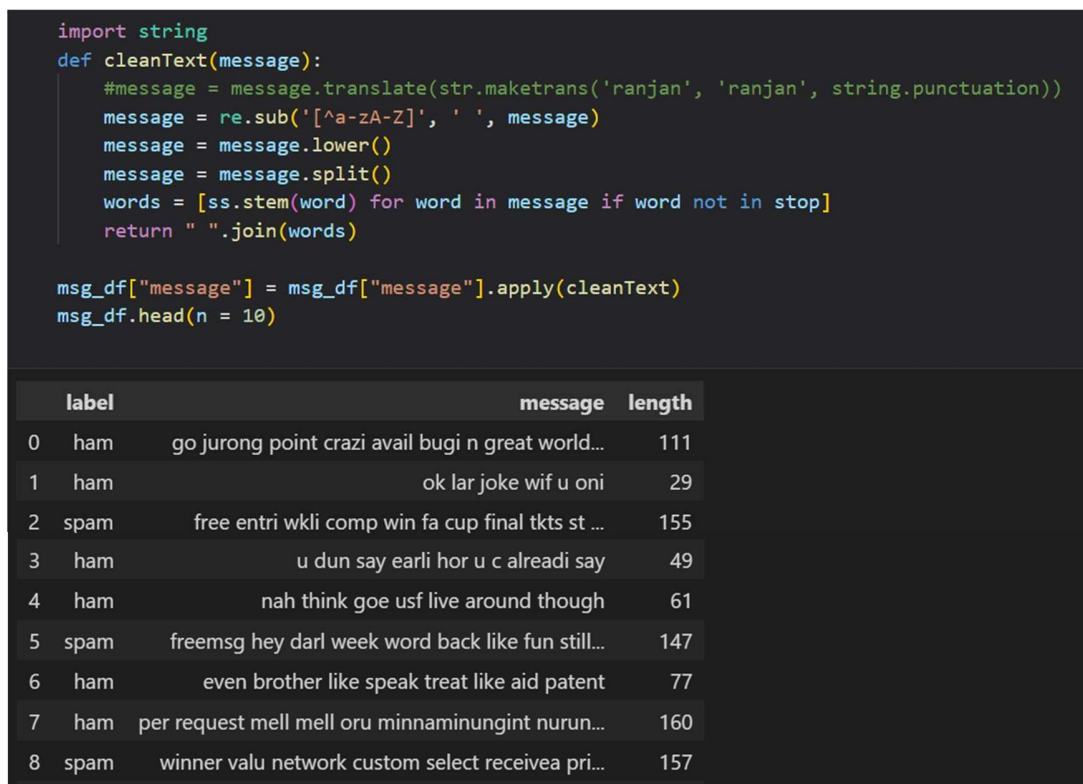 import string
def cleanText(message):
    #message = message.translate(str.maketrans('ranjan', 'ranjan', string.punctuation))
    message = re.sub('[^a-zA-Z]', ' ', message)
    message = message.lower()
    message = message.split()
    words = [ss.stem(word) for word in message if word not in stop]
    return " ".join(words)
msg_df["message"] = msg_df["message"].apply(cleanText)
msg_df.head(n = 10)
label message length
0 ham go jurong point crazi avail bugi n great world... 111
1 ham ok lar joke wif u oni 29
2 spam free entri wkli comp win fa cup final tkts st ... 155
3 ham u dun say earli hor u c alreadi say 49
4 ham nah think goe usf live around though 61
5 spam freemsg hey darl week word back like fun still... 147
6 ham even brother like speak treat like aid patent 77
7 ham per request mell mell oru minnaminungint nurun... 160
8 spam winner valu network custom select receivea pri... 157